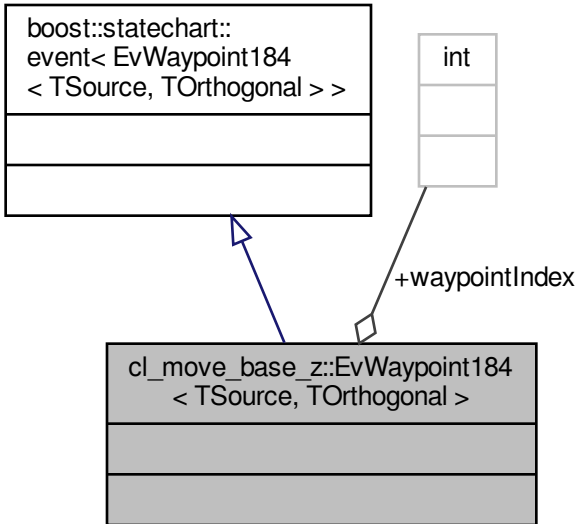 boost::statechart::
event< EvWaypoint184
< TSource, TOrthogonal > >
int
+waypointIndex
cl_move_base_z::EvWaypoint184
< TSource, TOrthogonal >